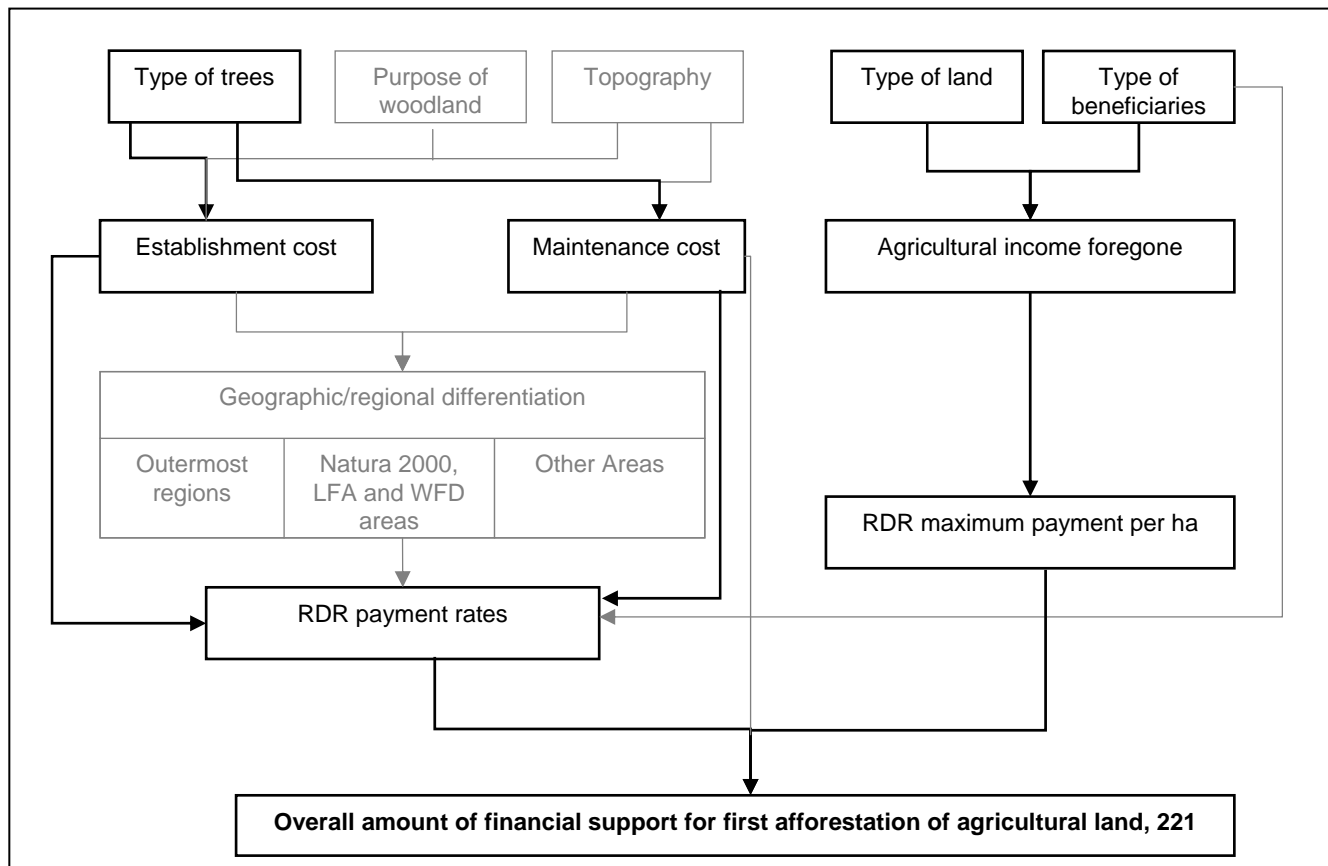 Type of trees
Purpose of
woodland
Topography
Type of land
Type of
beneficiaries
Establishment cost
Maintenance cost
Agricultural income foregone
Geographic/regional differentiation
Outermost
regions
Natura 2000,
LFA and WFD
areas
Other Areas
RDR maximum payment per ha
RDR payment rates
Overall amount of financial support for first afforestation of agricultural land, 221